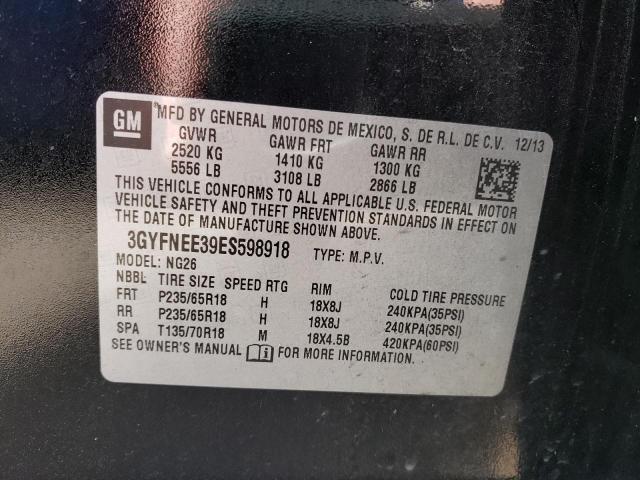 GM *MFD BY GENERAL MOTORS DE MEXICO, S. DE R.L. DE C.V. 12/13
GVWR GAWR FRT GAWR RR
2520 KG 1410 KG 1300 KG
5556 LB 3108 LB 2866 LB
THIS VEHICLE CONFORMS TO ALL APPLICABLE U.S. FEDERAL MOTOR
VEHICLE SAFETY AND THEFT PREVENTION STANDARDS IN EFFECT ON
THE DATE OF MANUFACTURE SHOWN ABOVE.
3GYFNEE39ES598918 TYPE: M.P.V.
MODEL: NG26
NBBL TIRE SIZE SPEED RTG RIM COLD TIRE PRESSURE
FRT P235/65R18 H 18X8J 240KPA(35PSI)
RR P235/65R18 H 18X8J 240KPA(35PSI)
SPA T135/70R18 M 18X4.5B 420KPA(60PSI)
SEE OWNER'S MANUAL FOR MORE INFORMATION.